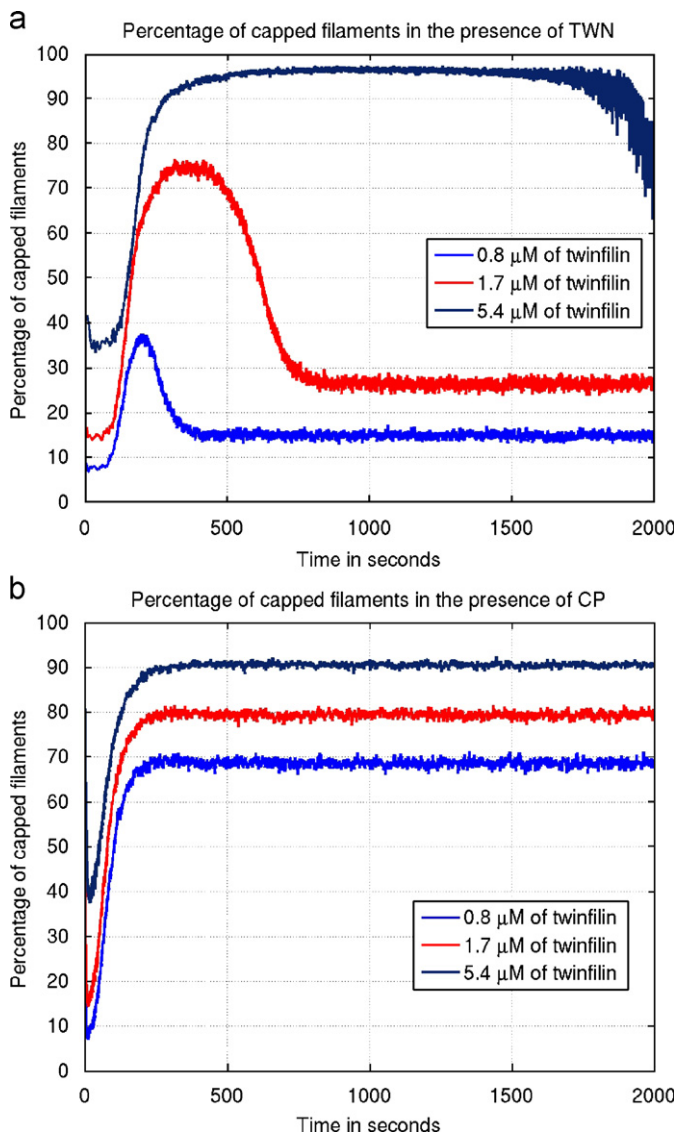 a
Percentage of capped filaments in the presence of TWN
100
90
80
70
60
50
40
30
20
10
0
Percentage of capped filaments
0.8 μM of twinfilin
1.7 μM of twinfilin
5.4 μM of twinfilin
0 500 1000 1500 2000
Time in seconds
b
Percentage of capped filaments in the presence of CP
100
90
80
70
60
50
40
30
20
10
0
Percentage of capped filaments
0.8 μM of twinfilin
1.7 μM of twinfilin
5.4 μM of twinfilin
0 500 1000 1500 2000
Time in seconds